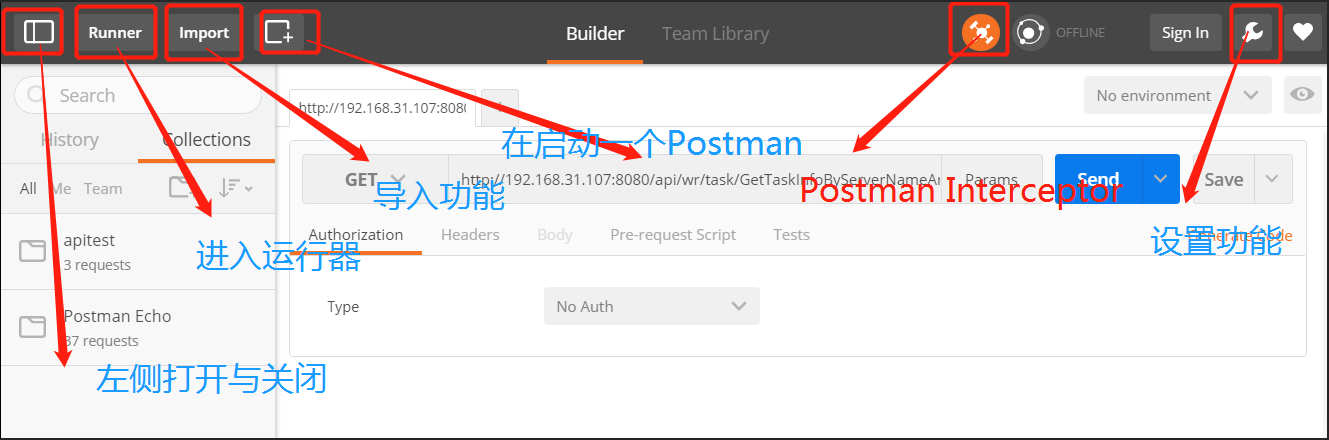 Runner
Import
Builder
Team Library
OFFLINE
Sign In
Search
http://192.168.31.107:8080
No environment
History
Collections
在启动一个Postman
All
Me
Team
GET
http://192.168.31.107:8080/api/wr/task/GetTaskInfoByServerNameAn
Params
Send
Save
导入功能
Postman Interceptor
apitest
3 requests
进入运行器
Authorization
Headers
Body
Pre-request Script
Tests
设置功能
Generate Code
Type
No Auth
Postman Echo
37 requests
左侧打开与关闭